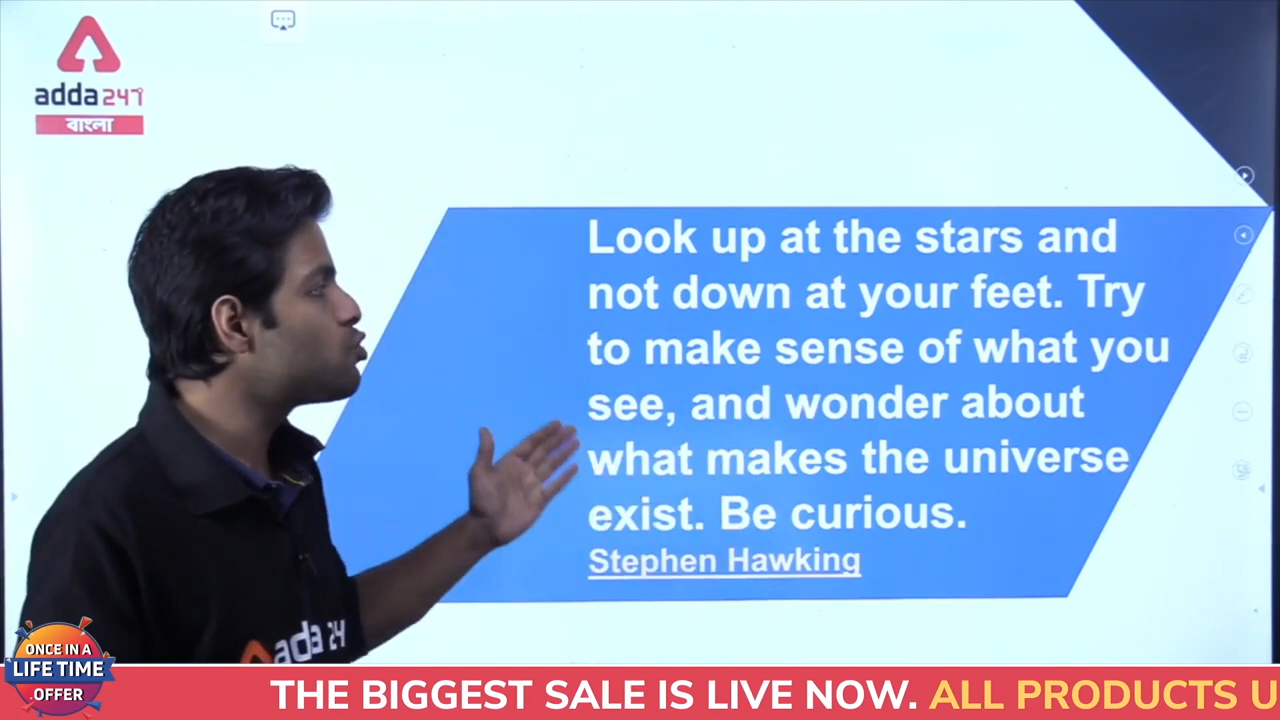 adda247
বাংলা
Look up at the stars and
not down at your feet. Try
to make sense of what you
see, and wonder about
what makes the universe
exist. Be curious.
Stephen Hawking
adda 24
ONCE IN A
LIFE TIME
OFFER
THE BIGGEST SALE IS LIVE NOW. ALL PRODUCTS U